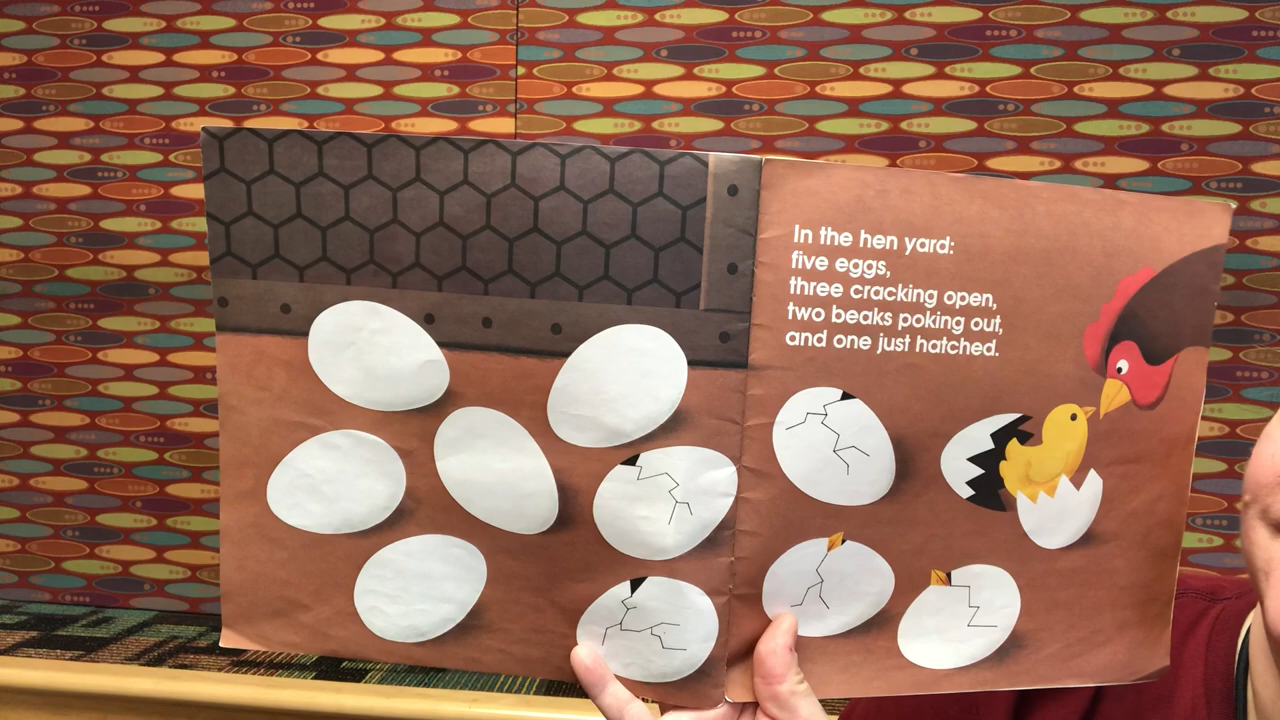 In the hen yard:
five eggs,
three cracking open,
two beaks poking out,
and one just hatched.